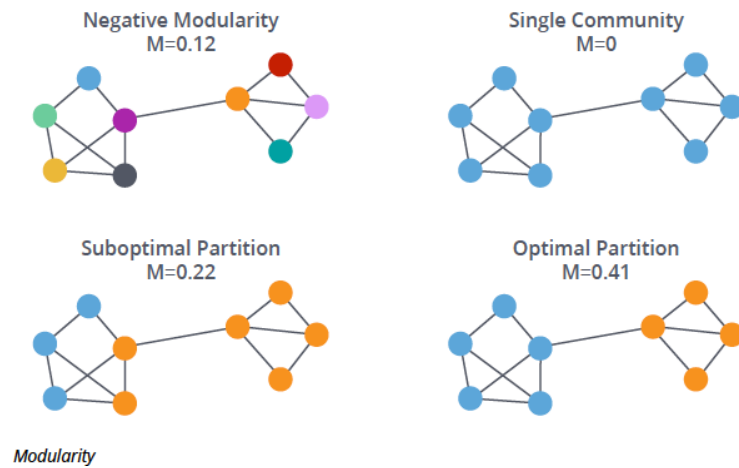 Negative Modularity
M=0.12
Single Community
M=0
Suboptimal Partition
M=0.22
Optimal Partition
M=0.41
Modularity